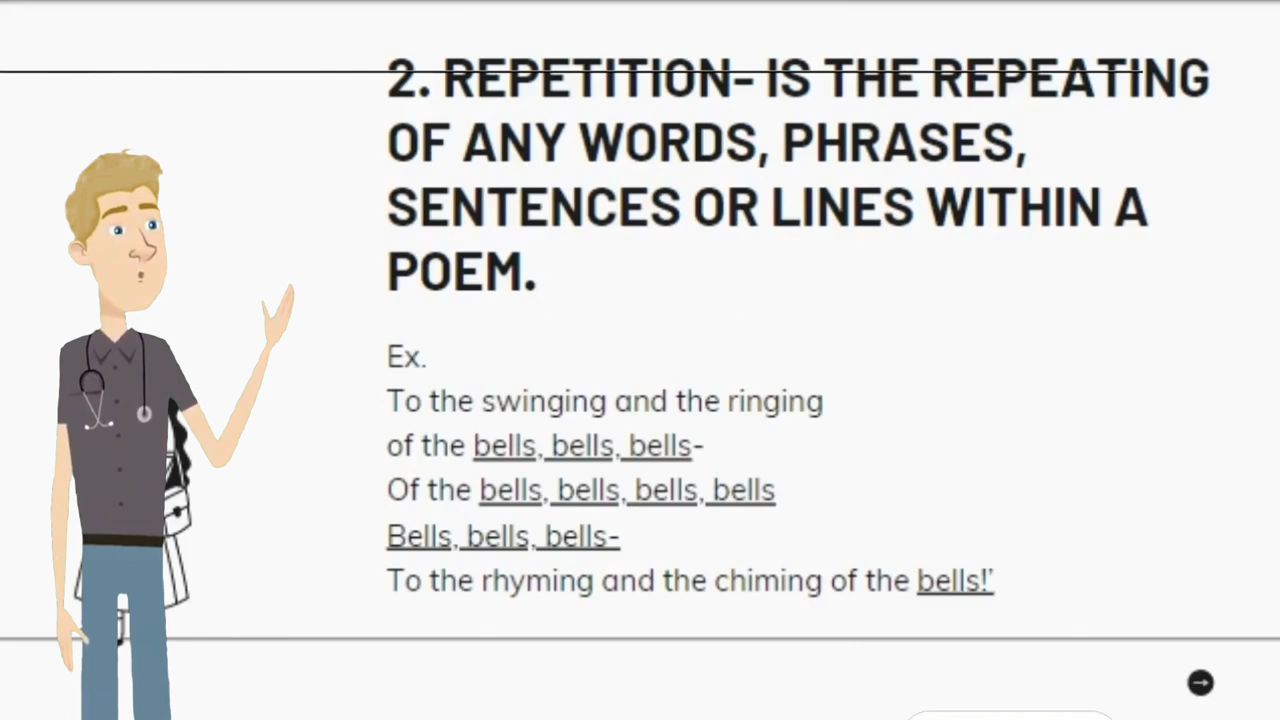 2. REPETITION- IS THE REPEATING
OF ANY WORDS, PHRASES,
SENTENCES OR LINES WITHIN A
POEM.
Ex.
To the swinging and the ringing
of the bells, bells, bells-
Of the bells, bells, bells, bells
Bells, bells, bells-
To the rhyming and the chiming of the bells!’